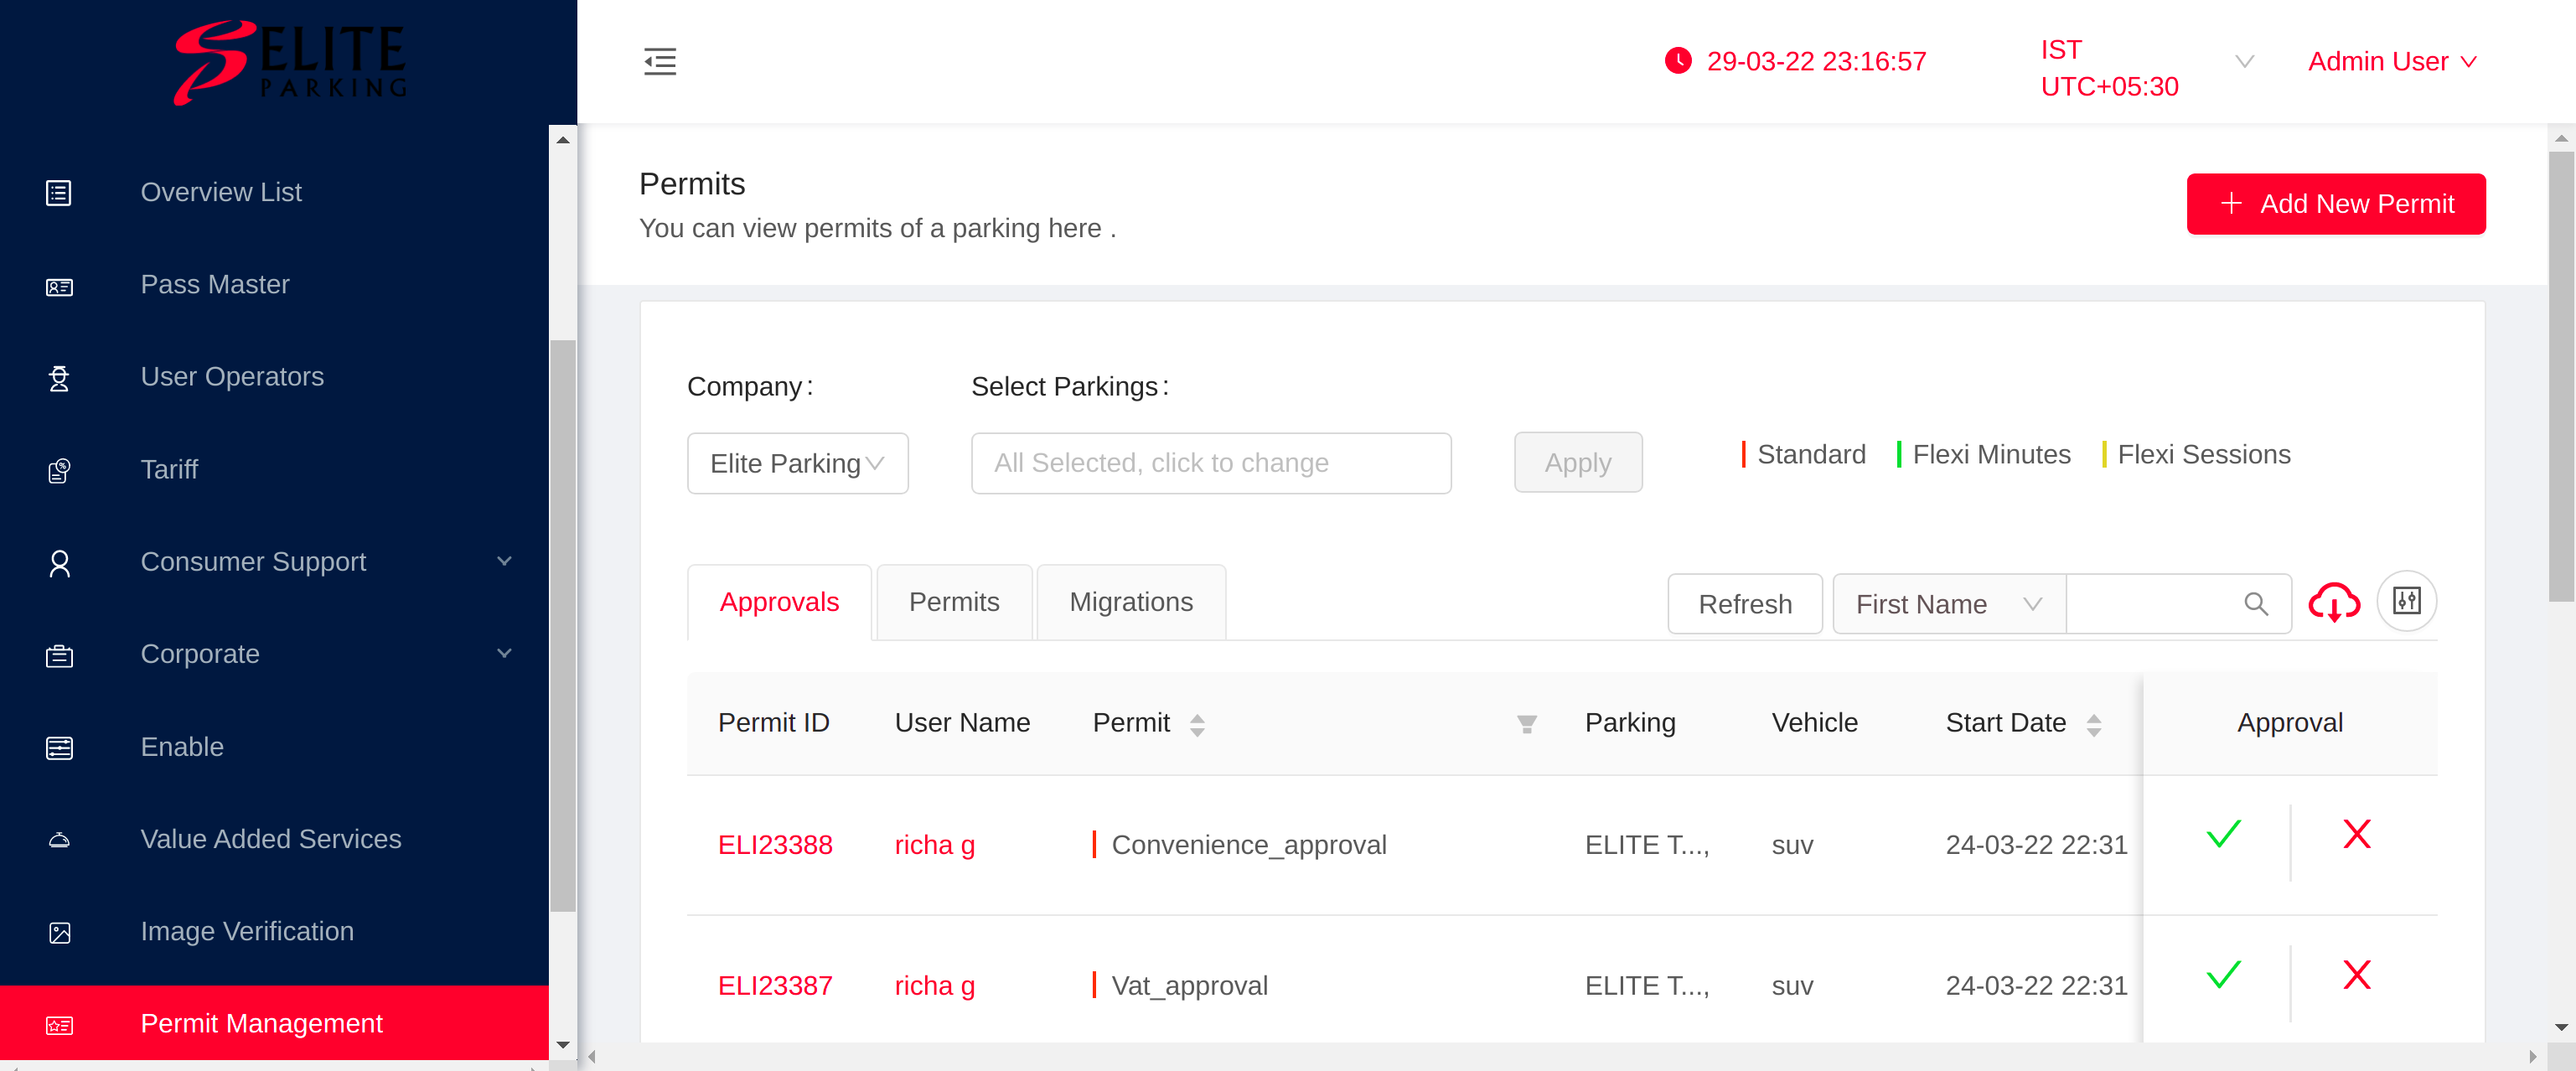 ELITE
PARKING
29-03-22 23:16:57
IST
UTC+05:30
Admin User
Overview List
Pass Master
User Operators
Tariff
Consumer Support
Corporate
Enable
Value Added Services
Image Verification
Permit Management
Permits
You can view permits of a parking here .
Add New Permit
Company :
Select Parkings :
Elite Parking
All Selected, click to change
Apply
Standard
Flexi Minutes
Flexi Sessions
Approvals
Permits
Migrations
Refresh
First Name
Permit ID User Name Permit Parking Vehicle Start Date Approval
ELI23388 richa g Convenience_approval ELITE T..., suv 24-03-22 22:31
ELI23387 richa g Vat_approval ELITE T..., suv 24-03-22 22:31